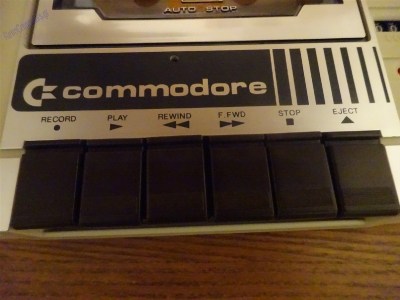 AUTO STOP
commodore
RECORD PLAY REWIND F.FWD STOP EJECT